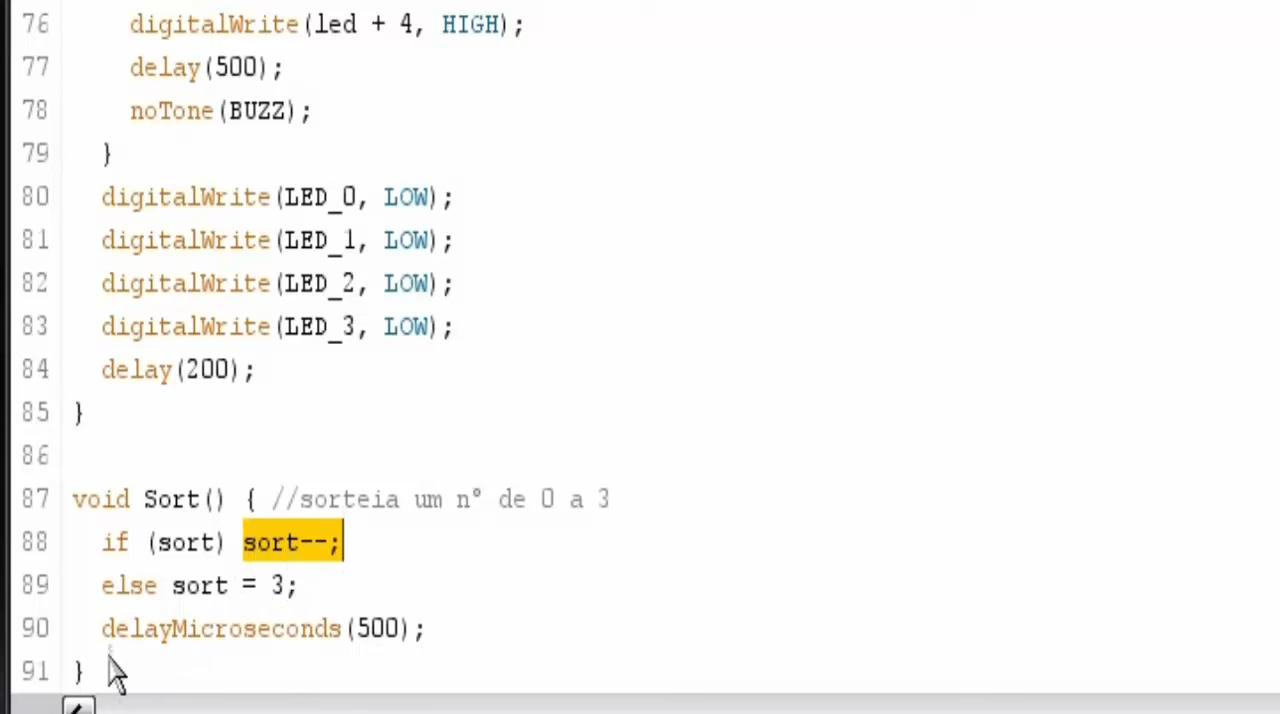 76 digitalWrite(led + 4, HIGH);
77 delay(500);
78 noTone(BUZZ);
79 }
80 digitalWrite(LED_0, LOW);
81 digitalWrite(LED_1, LOW);
82 digitalWrite(LED_2, LOW);
83 digitalWrite(LED_3, LOW);
84 delay(200);
85 }
86
87 void Sort() { //sorteia um n° de 0 a 3
88 if (sort) sort--;
89 else sort = 3;
90 delayMicroseconds(500);
91 }